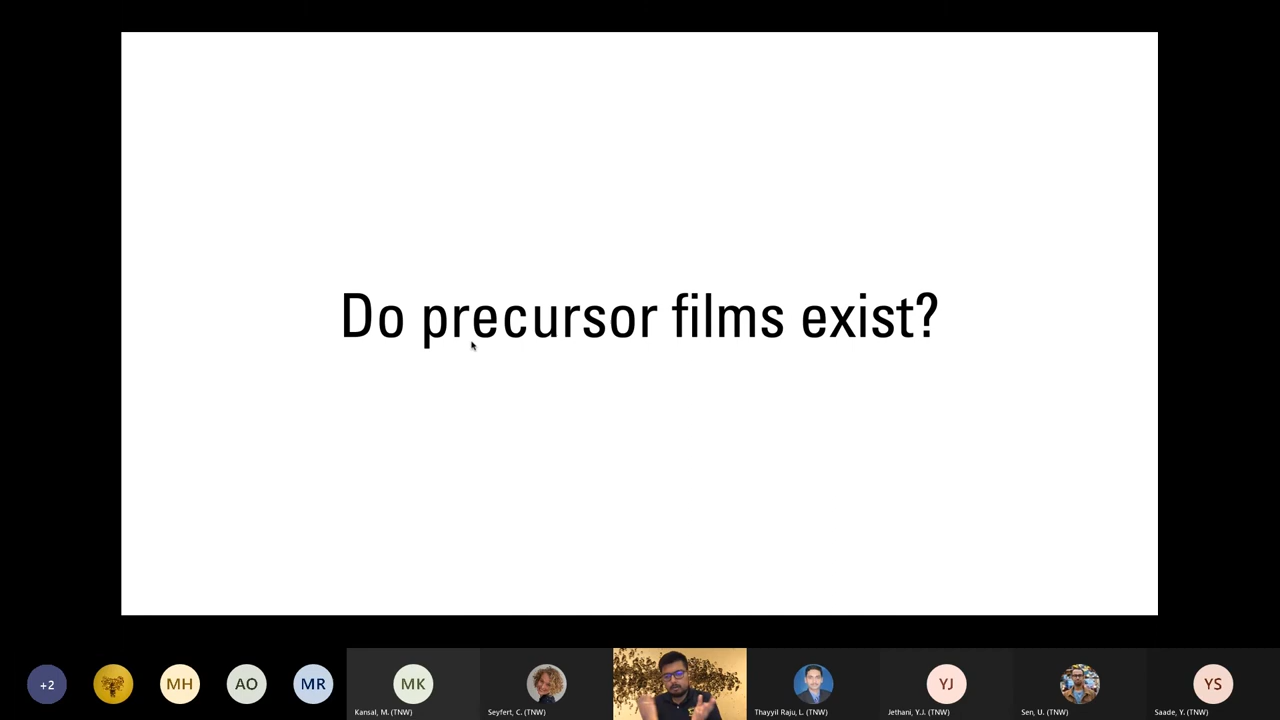 Do precursor films exist?
+2
MH
AO
MR
MK
YJ
YS
Kansal, M. (TNW)
Seyfert, C. (TNW)
Thayyil Raju, L. (TNW)
Jethani, Y.J. (TNW)
Sen, U. (TNW)
Saade, Y. (TNW)